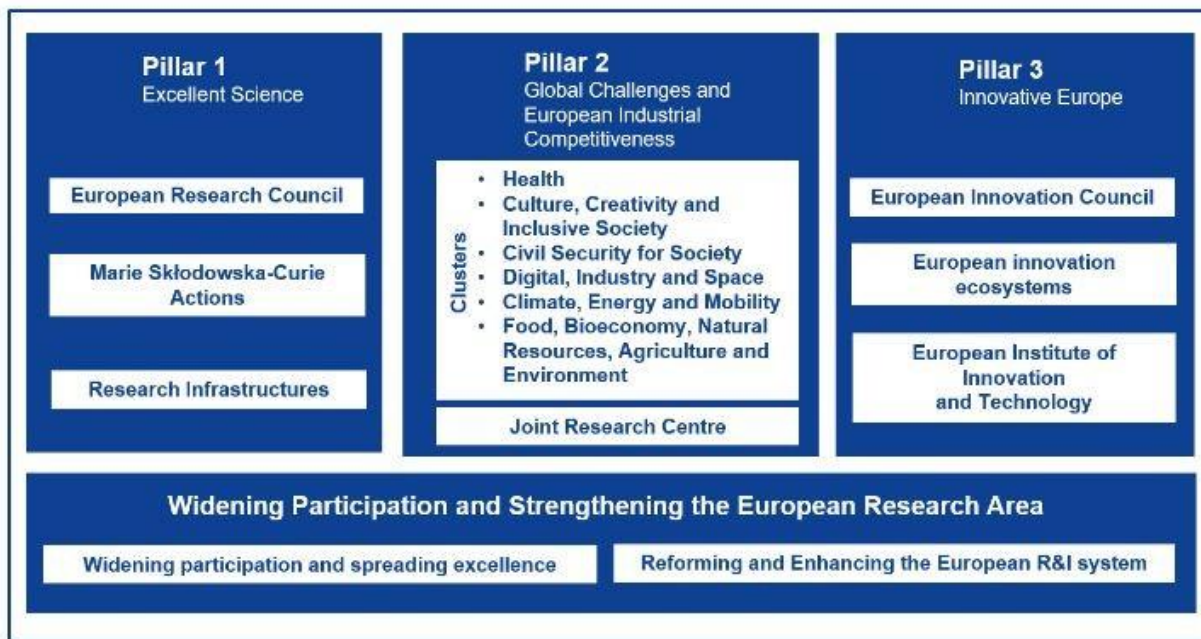 Pillar 1
Excellent Science
European Research Council
Marie Skłodowska-Curie
Actions
Research Infrastructures
Pillar 2
Global Challenges and
European Industrial
Competitiveness
Clusters
• Health
• Culture, Creativity and
Inclusive Society
• Civil Security for Society
• Digital, Industry and Space
• Climate, Energy and Mobility
• Food, Bioeconomy, Natural
Resources, Agriculture and
Environment
Joint Research Centre
Pillar 3
Innovative Europe
European Innovation Council
European innovation
ecosystems
European Institute of
Innovation
and Technology
Widening Participation and Strengthening the European Research Area
Widening participation and spreading excellence
Reforming and Enhancing the European R&I system